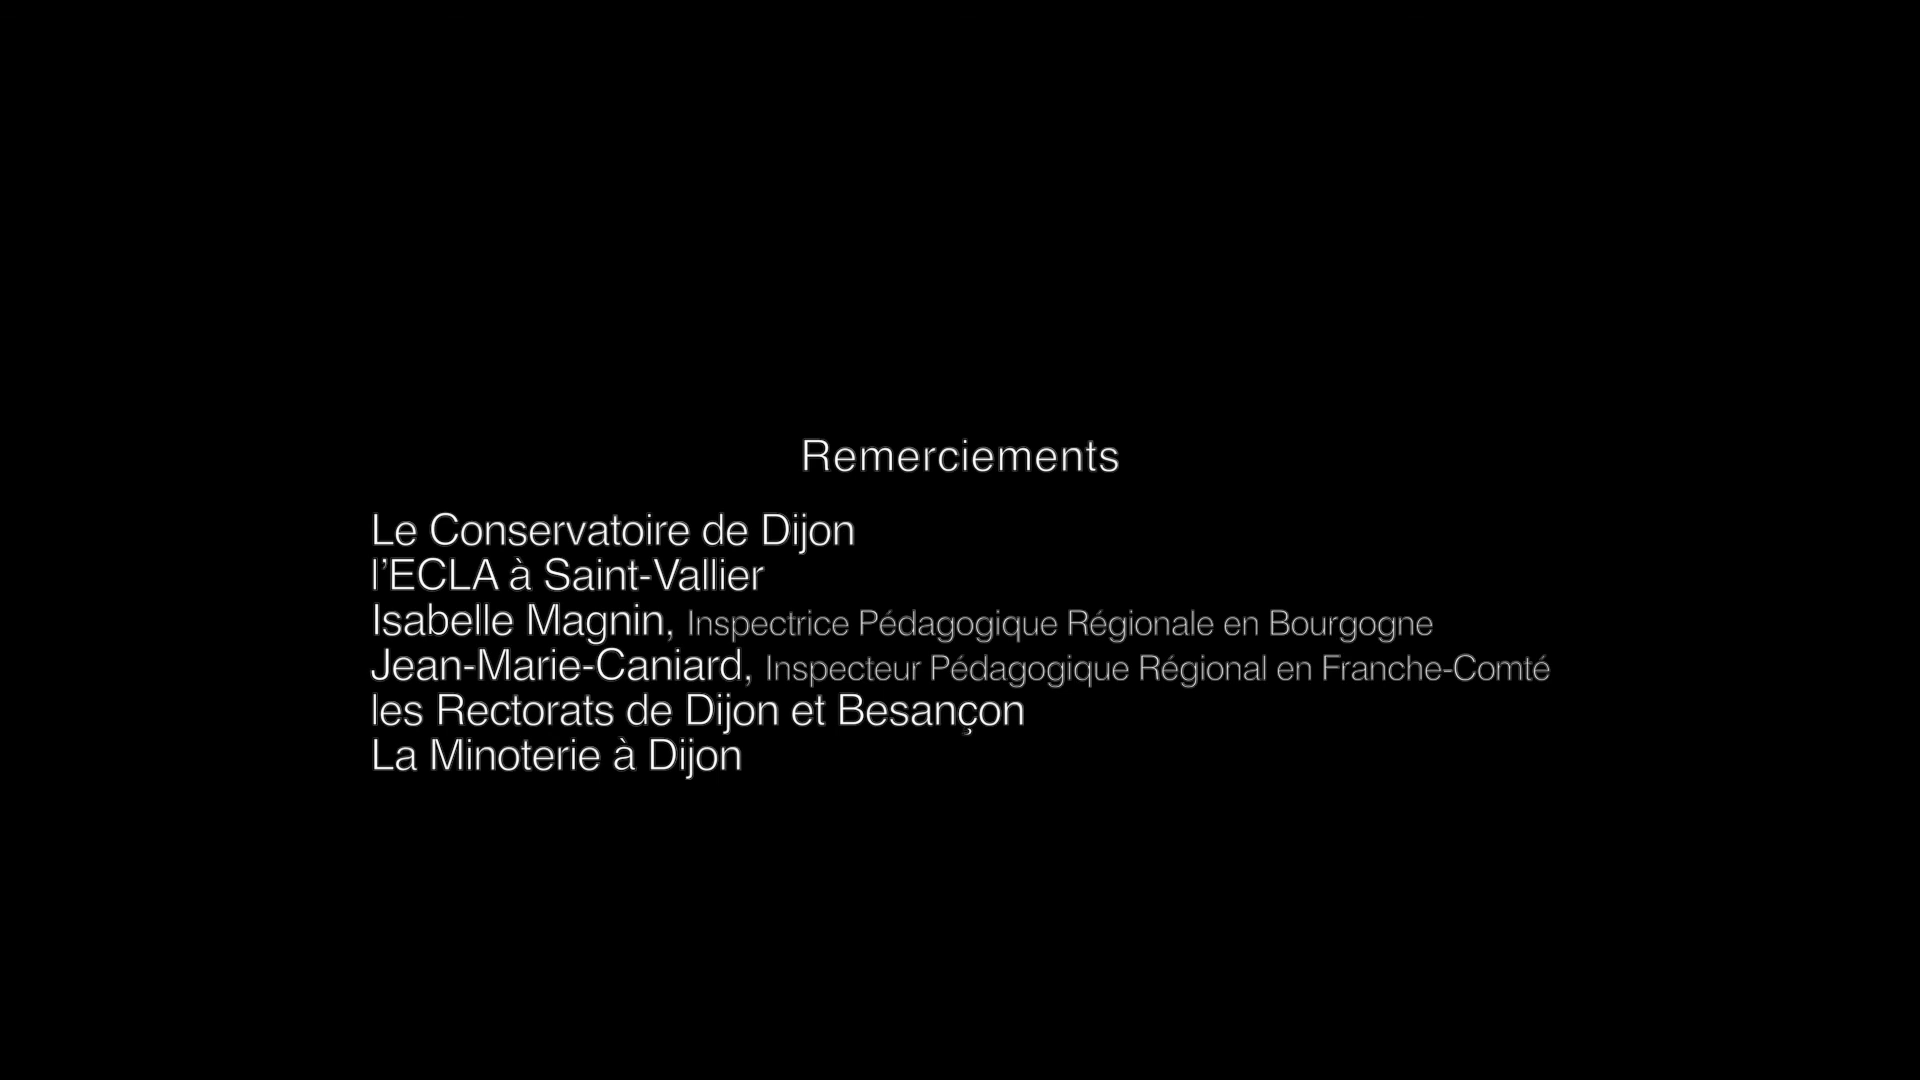 Remerciements
Le Conservatoire de Dijon
l’ECLA à Saint-Vallier
Isabelle Magnin, Inspectrice Pédagogique Régionale en Bourgogne
Jean-Marie-Caniard, Inspecteur Pédagogique Régional en Franche-Comté
les Rectorats de Dijon et Besançon
La Minoterie à Dijon